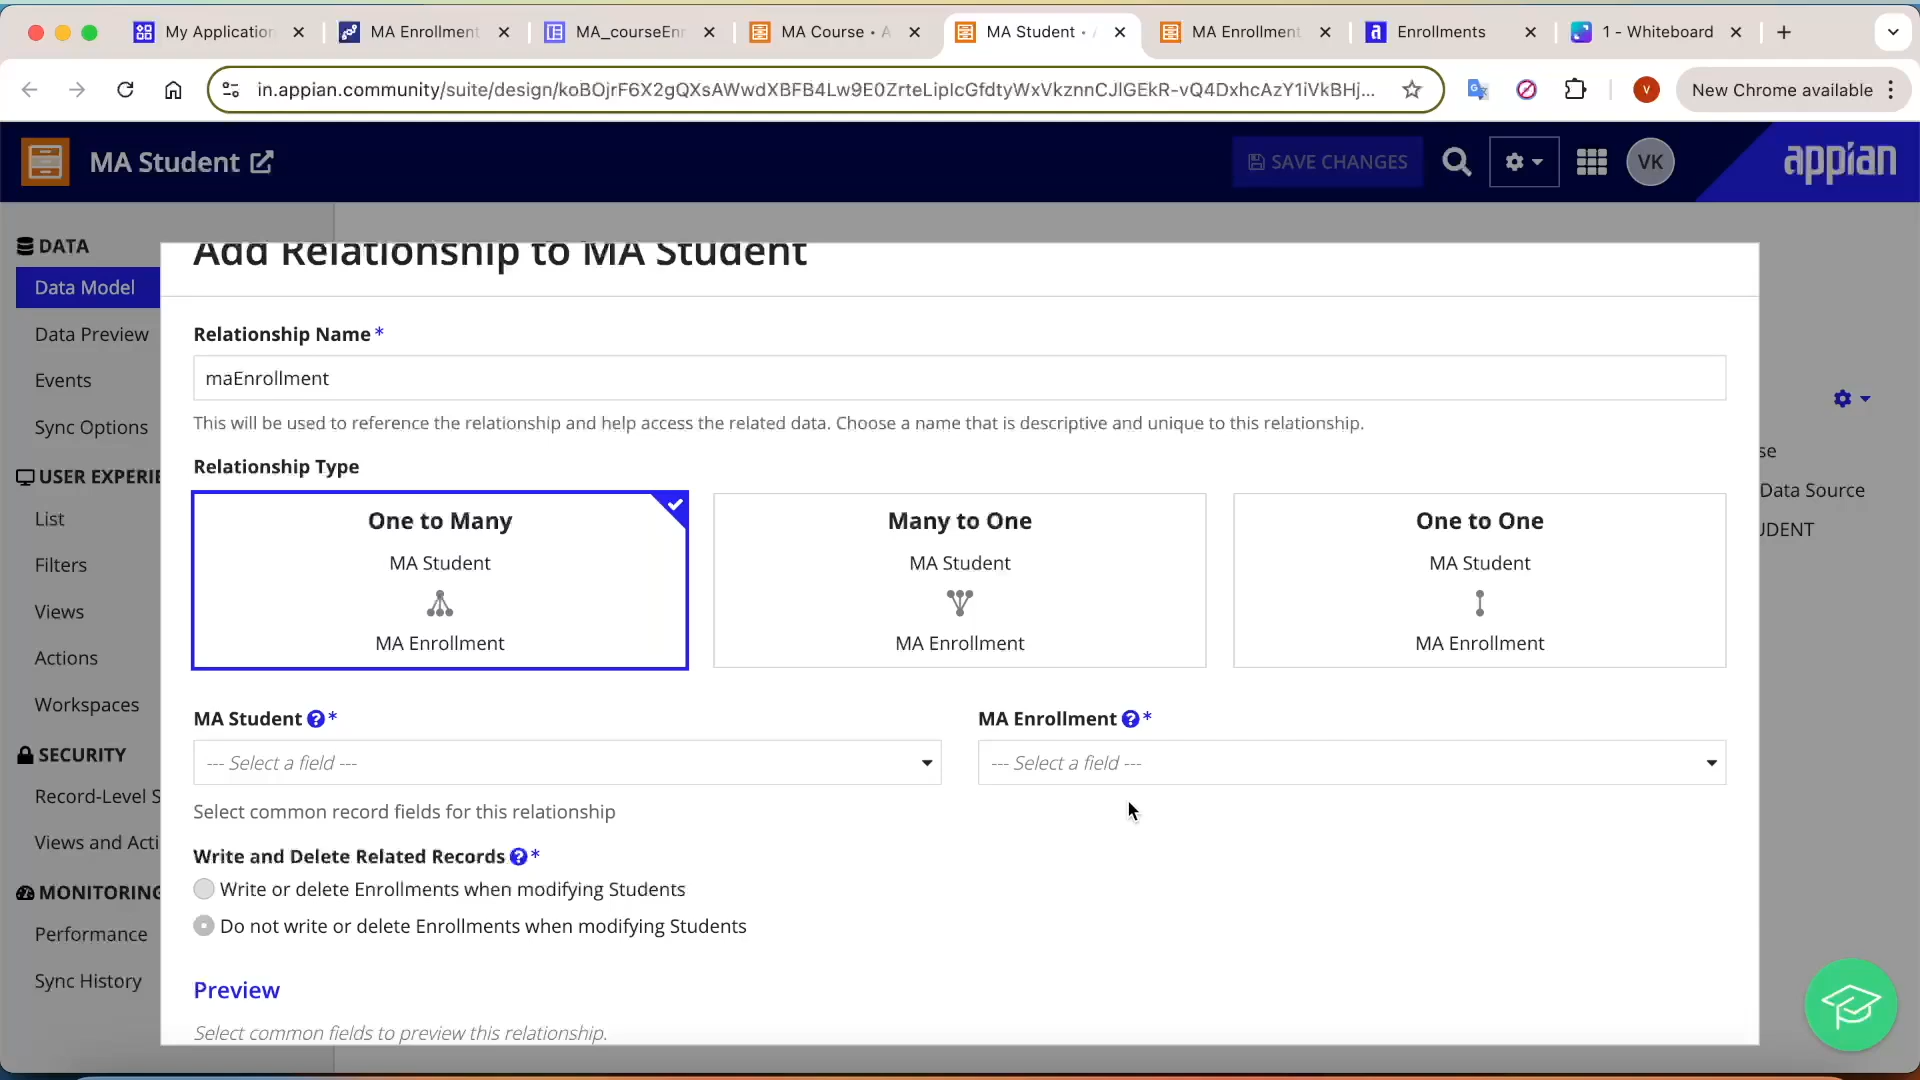 My Application
MA Enrollment
MA_courseEnr
MA Course • A
MA Student • A
MA Enrollment
Enrollments
1 - Whiteboard
in.appian.community/suite/design/koBOjrF6X2gQXsAWwdXBFB4Lw9E0ZrteLipIcGfdtyWxVkznnCJlGEkR-vQ4DxhcAzY1iVkBHj...
V
New Chrome available
MA Student
SAVE CHANGES
VK
appian
DATA
Data Model
Data Preview
Events
Sync Options
USER EXPERIE
List
Filters
Views
Actions
Workspaces
SECURITY
Record-Level S
Views and Acti
MONITORING
Performance
Sync History
Add Relationship to MA Student
Relationship Name *
maEnrollment
This will be used to reference the relationship and help access the related data. Choose a name that is descriptive and unique to this relationship.
Relationship Type
One to Many
MA Student
MA Enrollment
Many to One
MA Student
MA Enrollment
One to One
MA Student
MA Enrollment
MA Student ? *
--- Select a field ---
MA Enrollment ? *
--- Select a field ---
Select common record fields for this relationship
Write and Delete Related Records ? *
Write or delete Enrollments when modifying Students
Do not write or delete Enrollments when modifying Students
Preview
Select common fields to preview this relationship.
se
Data Source
UDENT